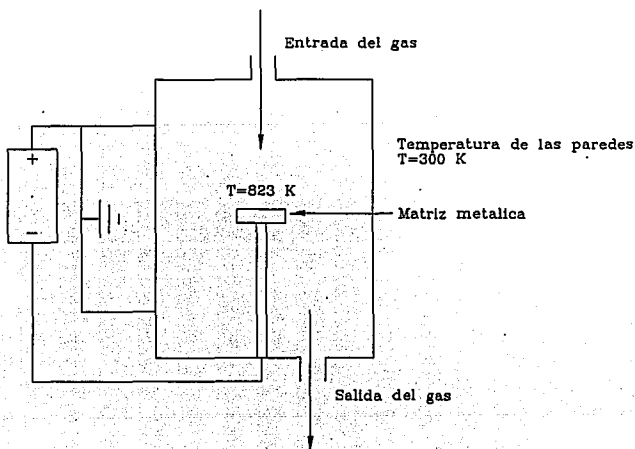 Entrada del gas
Temperatura de las paredes
T=300 K
T=823 K
Matriz metalica
+
−
Salida del gas